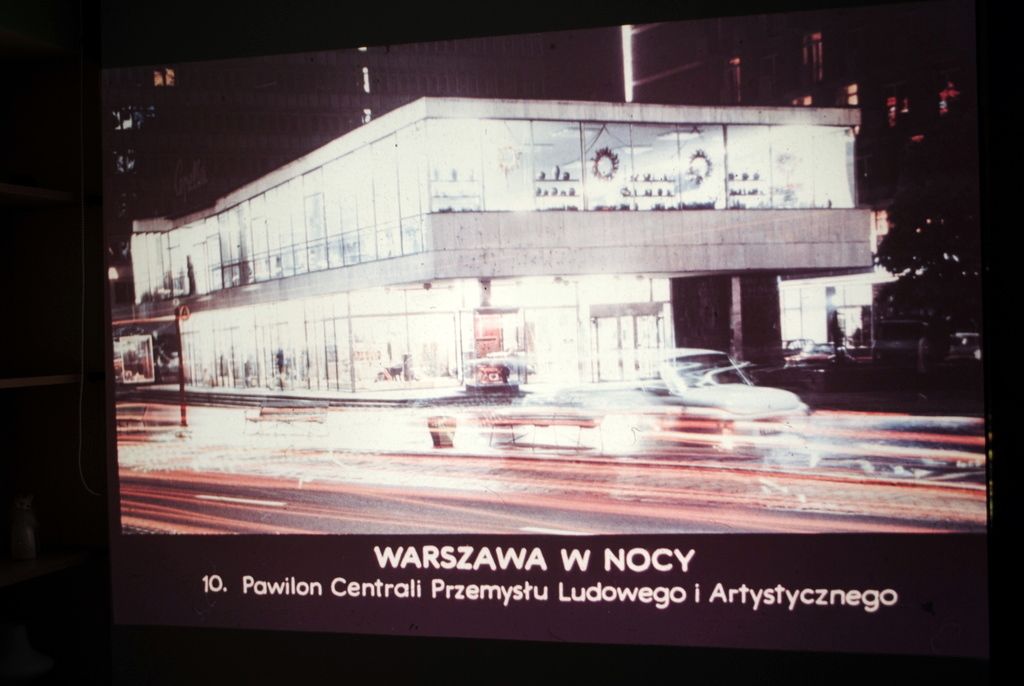 WARSZAWA W NOCY
10. Pawilon Centrali Przemysłu Ludowego i Artystycznego